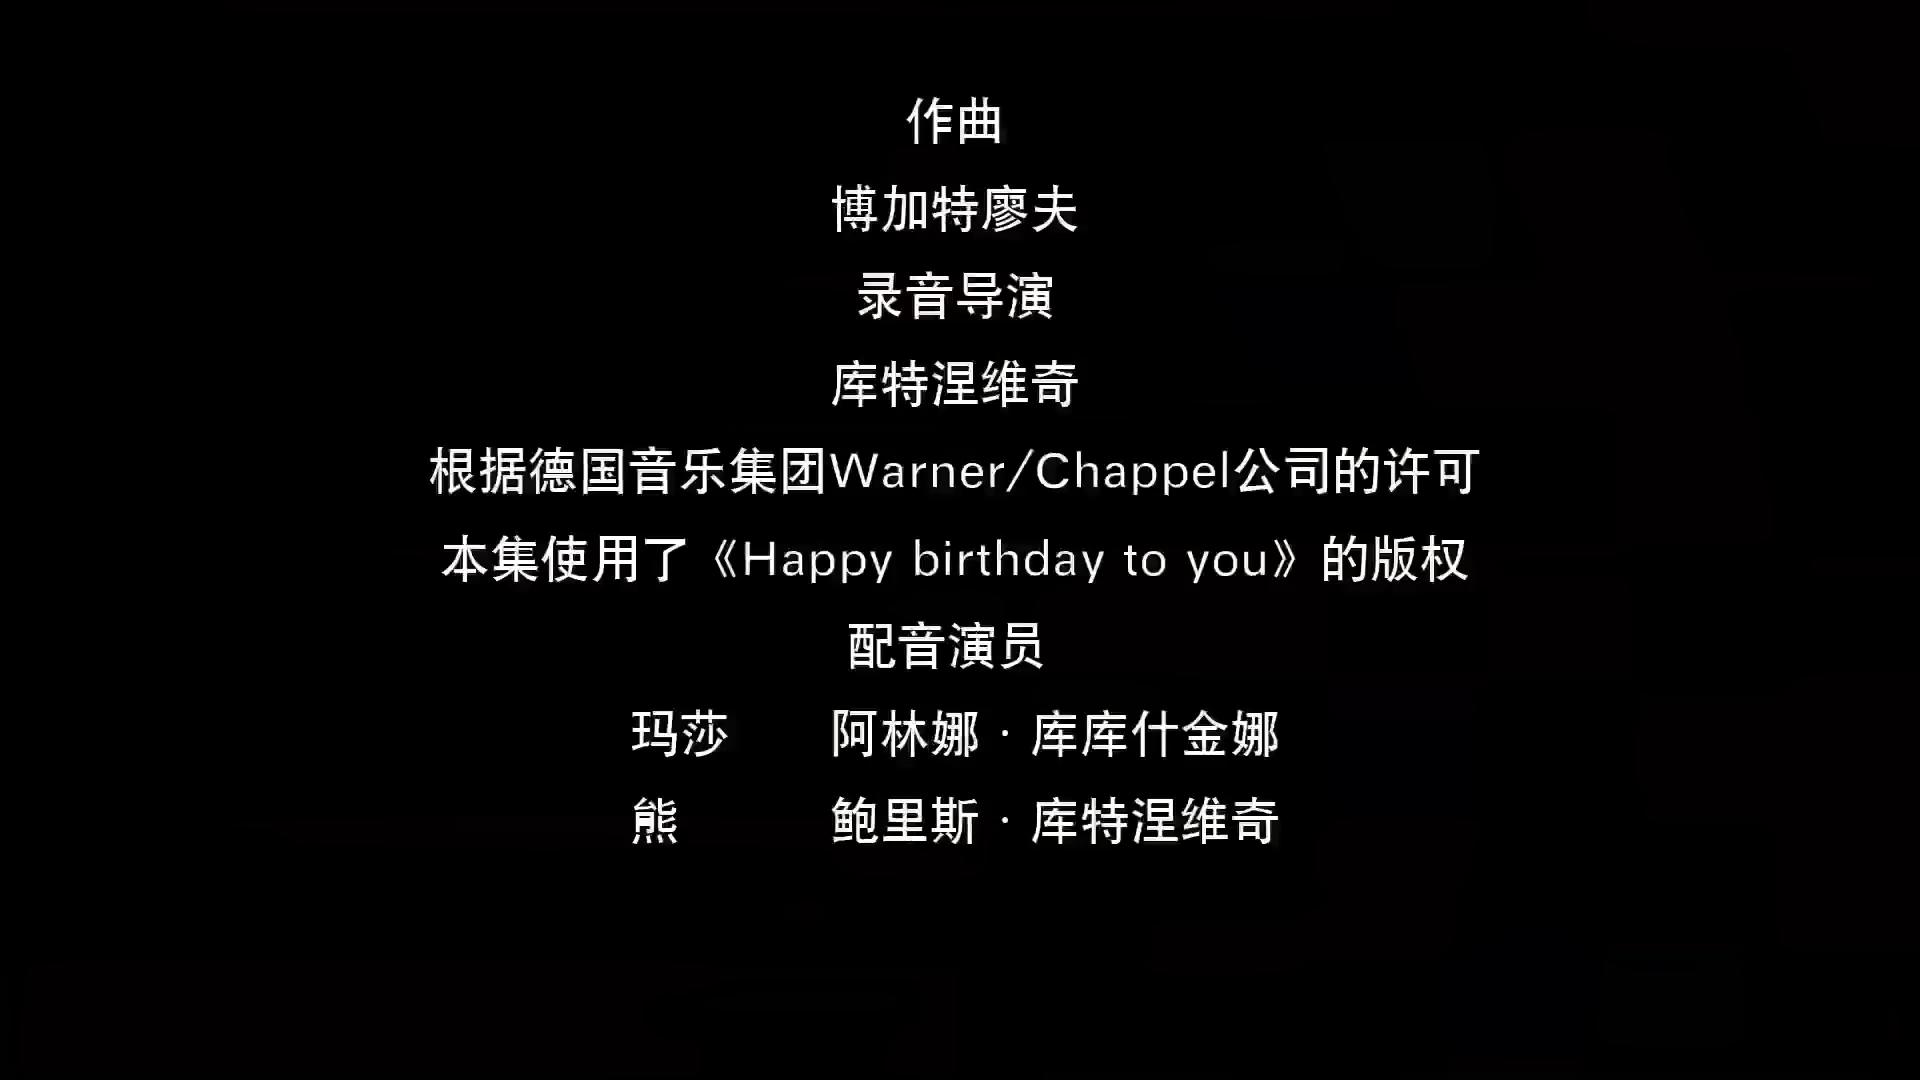 作曲
博加特廖夫
录音导演
库特涅维奇
根据德国音乐集团Warner/Chappel公司的许可
本集使用了《Happy birthday to you》的版权
配音演员
玛莎 阿林娜·库库什金娜
熊 鲍里斯·库特涅维奇